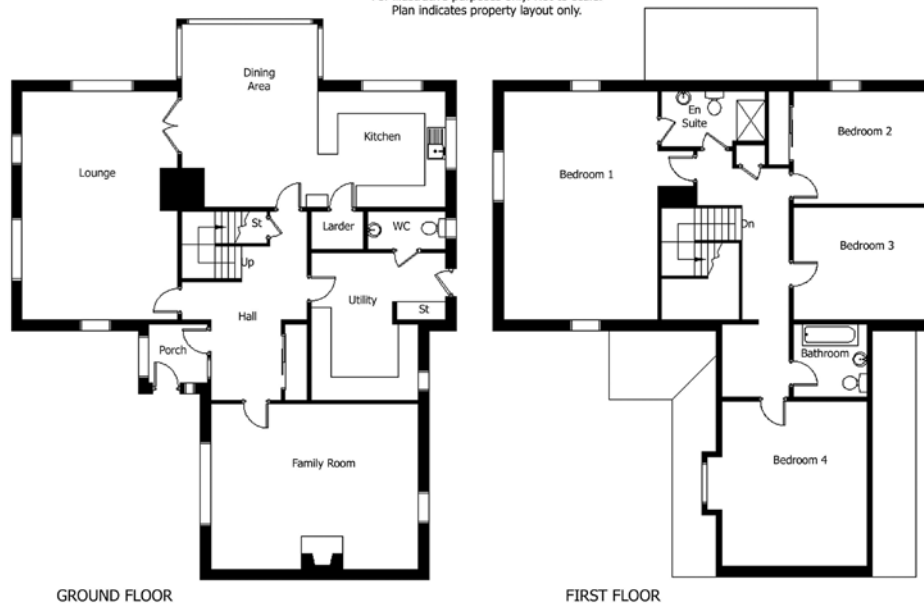 Plan indicates property layout only.
Dining
Area
Kitchen
Lounge
St
Larder
WC
Up
Utility
St
Hall
Porch
Family Room
GROUND FLOOR
En
Suite
Bedroom 2
Bedroom 1
Dn
Bedroom 3
Bathroom
Bedroom 4
FIRST FLOOR